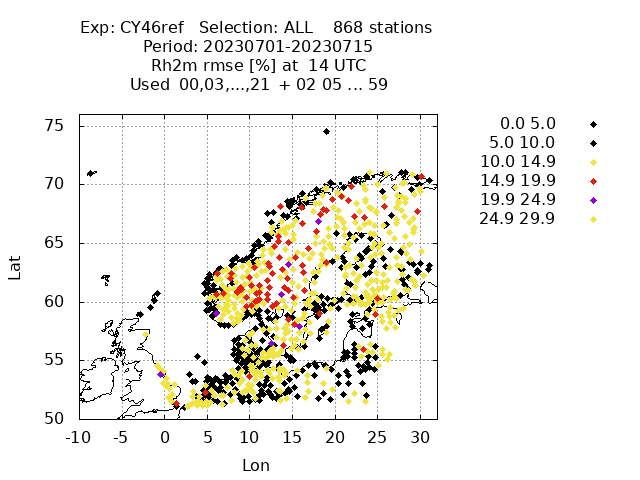 Exp: CY46ref   Selection: ALL    868 stations
Period: 20230701-20230715
Rh2m rmse [%] at  14 UTC
Used  00,03,...,21  + 02 05 ... 59
0.0 5.0
5.0 10.0
10.0 14.9
14.9 19.9
19.9 24.9
24.9 29.9
75
70
65
60
55
50
Lat
-10 -5 0 5 10 15 20 25 30
Lon